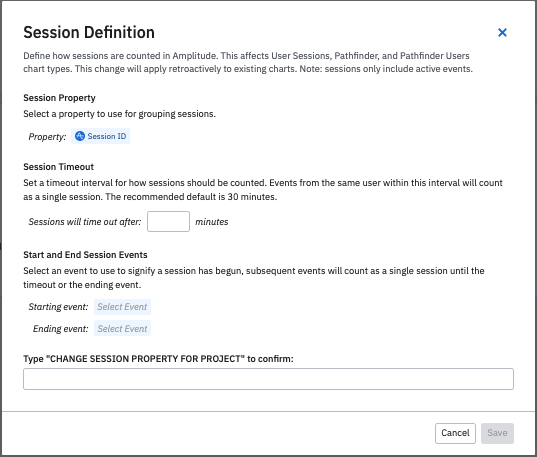 Session Definition
Define how sessions are counted in Amplitude. This affects User Sessions, Pathfinder, and Pathfinder Users
chart types. This change will apply retroactively to existing charts. Note: sessions only include active events.
Session Property
Select a property to use for grouping sessions.
Property: Session ID
Session Timeout
Set a timeout interval for how sessions should be counted. Events from the same user within this interval will count
as a single session. The recommended default is 30 minutes.
Sessions will time out after: minutes
Start and End Session Events
Select an event to use to signify a session has begun, subsequent events will count as a single session until the
timeout or the ending event.
Starting event: Select Event
Ending event: Select Event
Type "CHANGE SESSION PROPERTY FOR PROJECT" to confirm:
Cancel Save